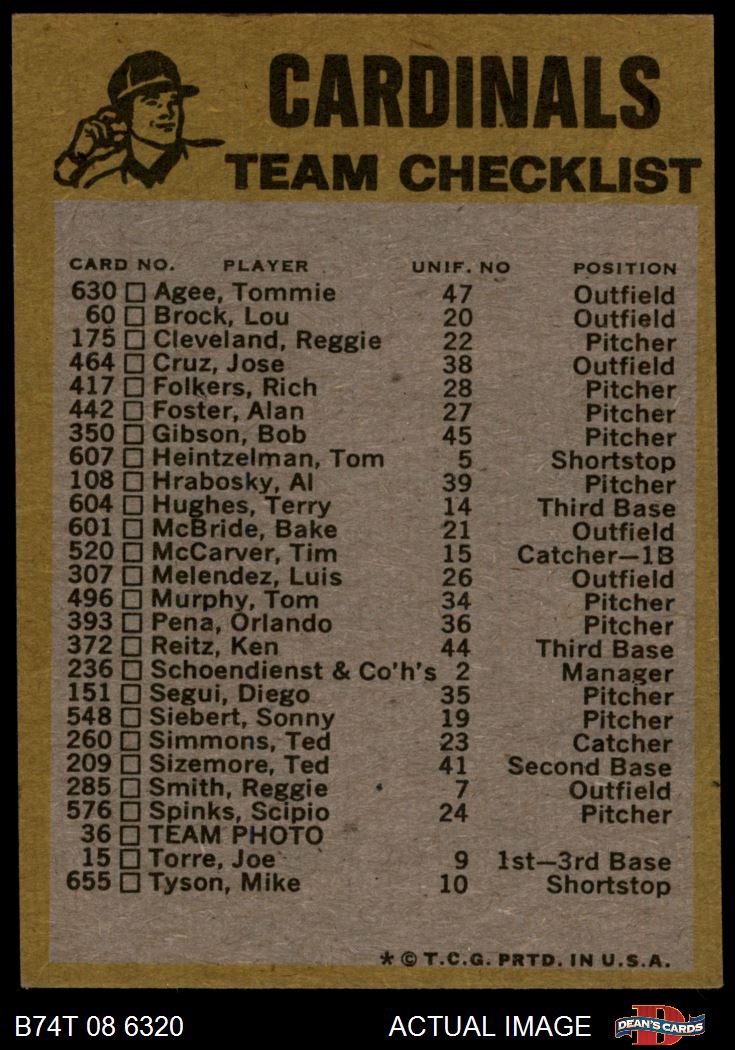 CARDINALS
TEAM CHECKLIST
CARD NO. PLAYER UNIF. NO POSITION
630 □ Agee, Tommie 47 Outfield
60 □ Brock, Lou 20 Outfield
175 □ Cleveland, Reggie 22 Pitcher
464 □ Cruz, Jose 38 Outfield
417 □ Folkers, Rich 28 Pitcher
442 □ Foster, Alan 27 Pitcher
350 □ Gibson, Bob 45 Pitcher
607 □ Heintzelman, Tom 5 Shortstop
108 □ Hrabosky, Al 39 Pitcher
604 □ Hughes, Terry 14 Third Base
601 □ McBride, Bake 21 Outfield
520 □ McCarver, Tim 15 Catcher—1B
307 □ Melendez, Luis 26 Outfield
496 □ Murphy, Tom 34 Pitcher
393 □ Pena, Orlando 36 Pitcher
372 □ Reitz, Ken 44 Third Base
236 □ Schoendienst & Co'h's 2 Manager
151 □ Segui, Diego 35 Pitcher
548 □ Siebert, Sonny 19 Pitcher
260 □ Simmons, Ted 23 Catcher
209 □ Sizemore, Ted 41 Second Base
285 □ Smith, Reggie 7 Outfield
576 □ Spinks, Scipio 24 Pitcher
36 □ TEAM PHOTO
15 □ Torre, Joe 9 1st—3rd Base
655 □ Tyson, Mike 10 Shortstop
* © T.C.G. PRTD. IN U.S.A.
B74T 08 6320 ACTUAL IMAGE DEAN'S CARDS